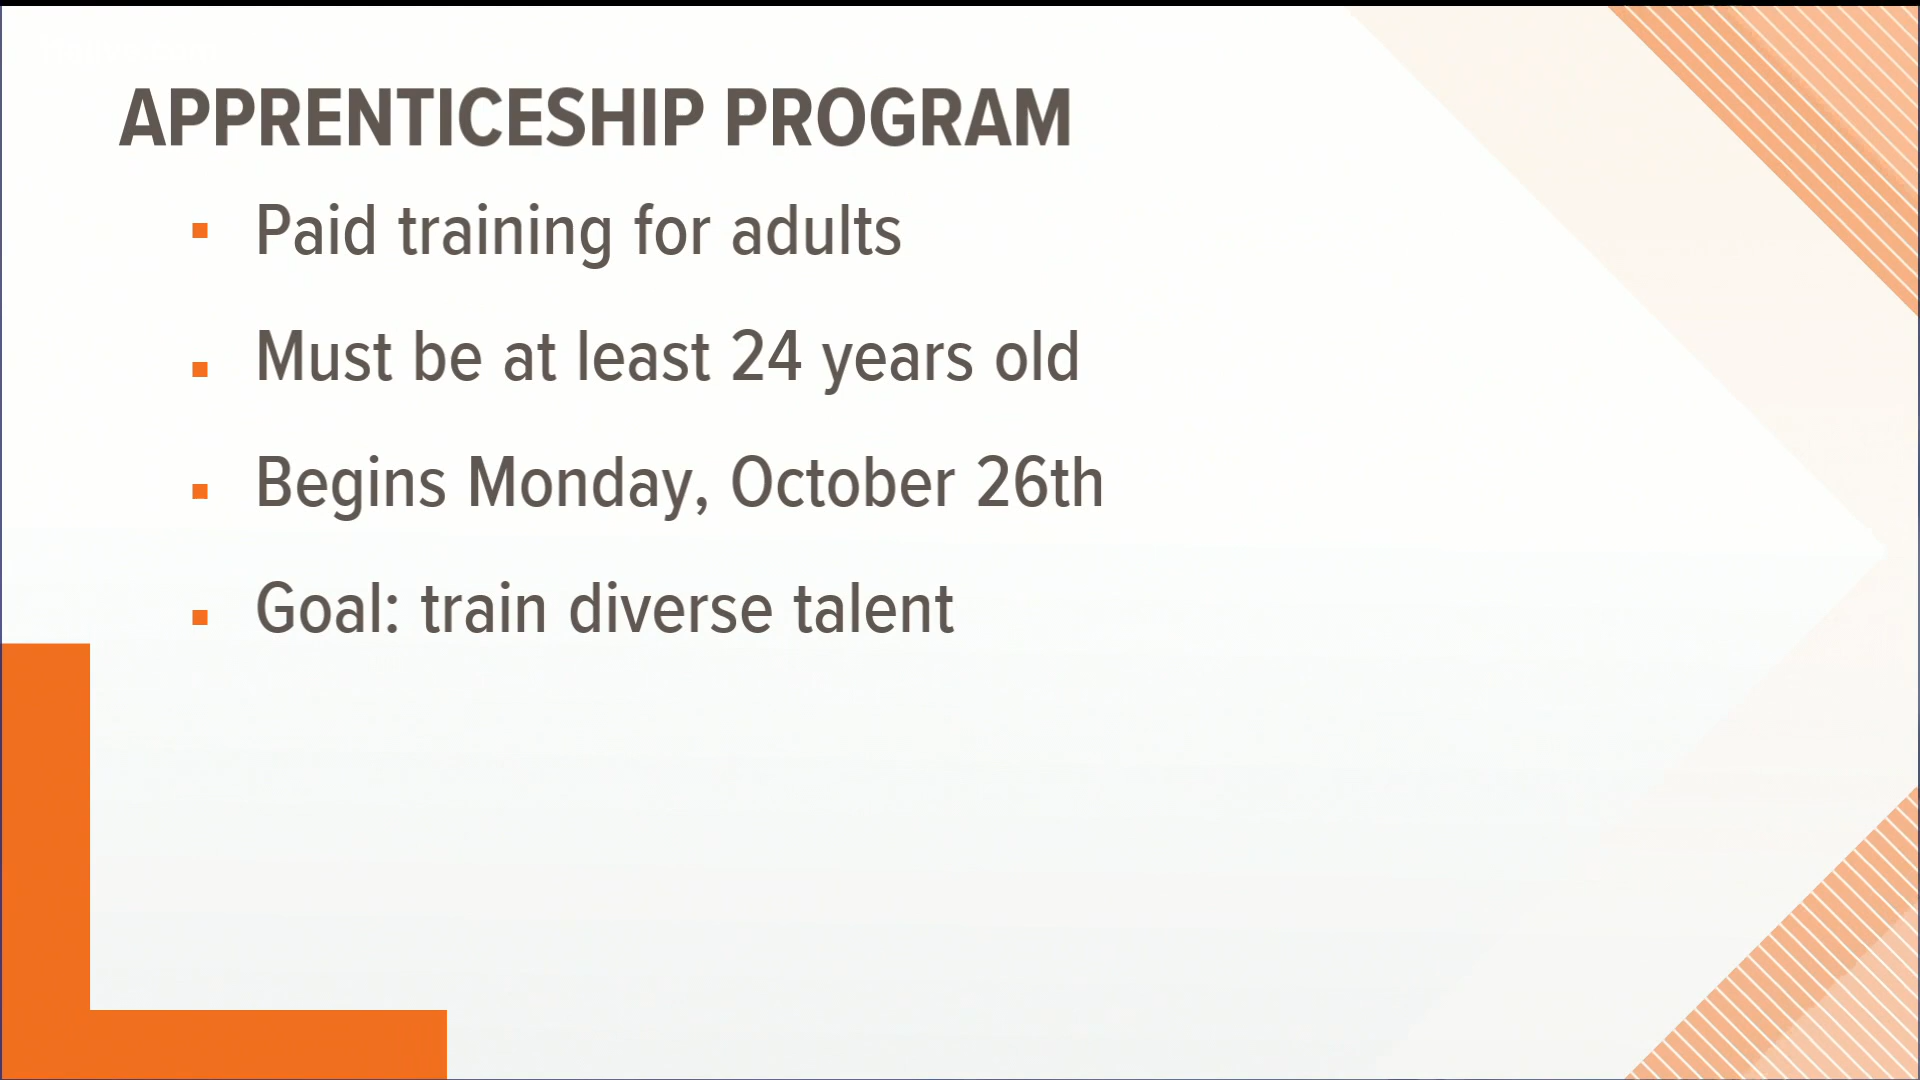 APPRENTICESHIP PROGRAM
Paid training for adults
Must be at least 24 years old
Begins Monday, October 26th
Goal: train diverse talent